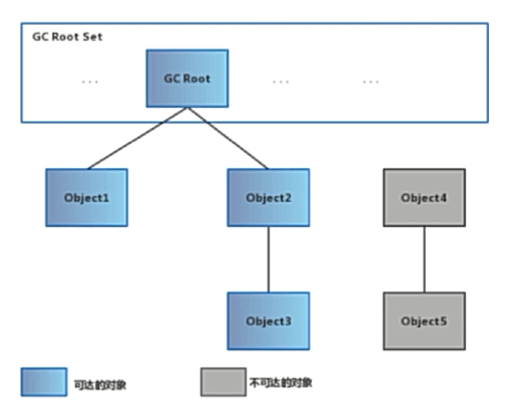 GC Root Set
... GC Root ... ...
Object1 Object2 Object4
Object3 Object5
可达的对象 不可达的对象